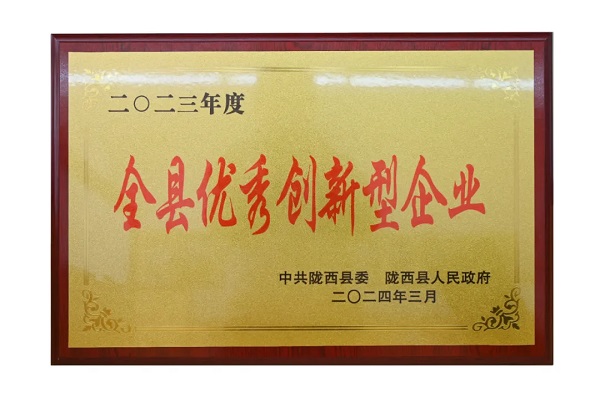 二〇二三年度
全县优秀创新型企业
中共陇西县委 陇西县人民政府
二〇二四年三月